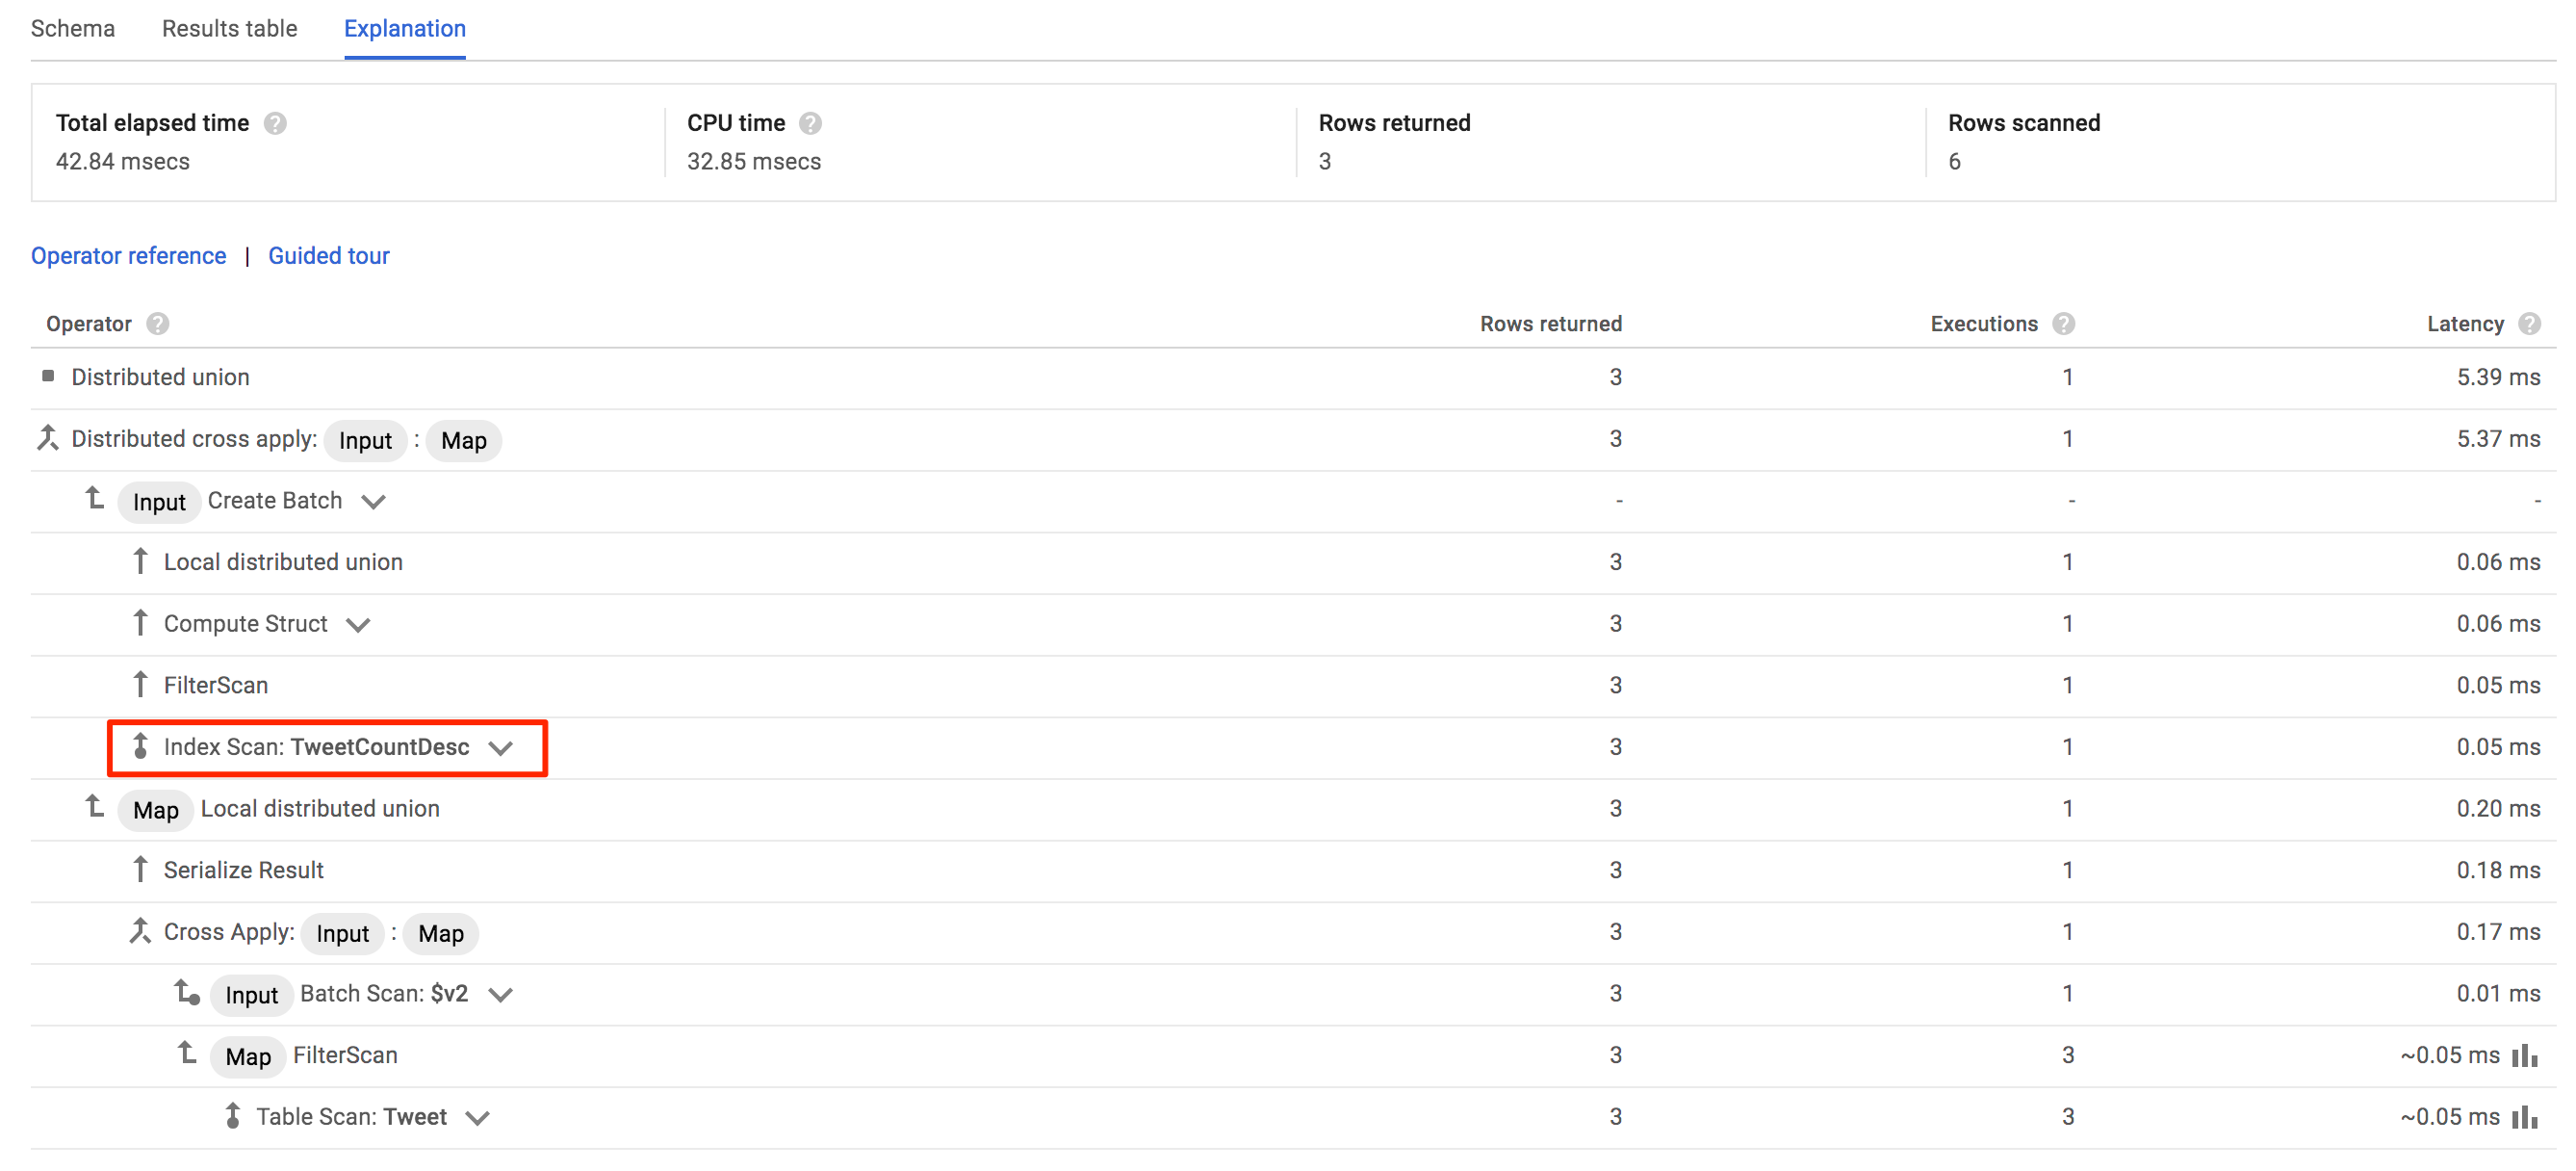 Schema Results table Explanation
Total elapsed time ? CPU time ? Rows returned Rows scanned
42.84 msecs 32.85 msecs 3 6
Operator reference | Guided tour
Operator ? Rows returned Executions ? Latency ?
Distributed union 3 1 5.39 ms
Distributed cross apply: Input : Map 3 1 5.37 ms
Input Create Batch - - -
Local distributed union 3 1 0.06 ms
Compute Struct 3 1 0.06 ms
FilterScan 3 1 0.05 ms
Index Scan: TweetCountDesc 3 1 0.05 ms
Map Local distributed union 3 1 0.20 ms
Serialize Result 3 1 0.18 ms
Cross Apply: Input : Map 3 1 0.17 ms
Input Batch Scan: $v2 3 1 0.01 ms
Map FilterScan 3 3 ~0.05 ms
Table Scan: Tweet 3 3 ~0.05 ms